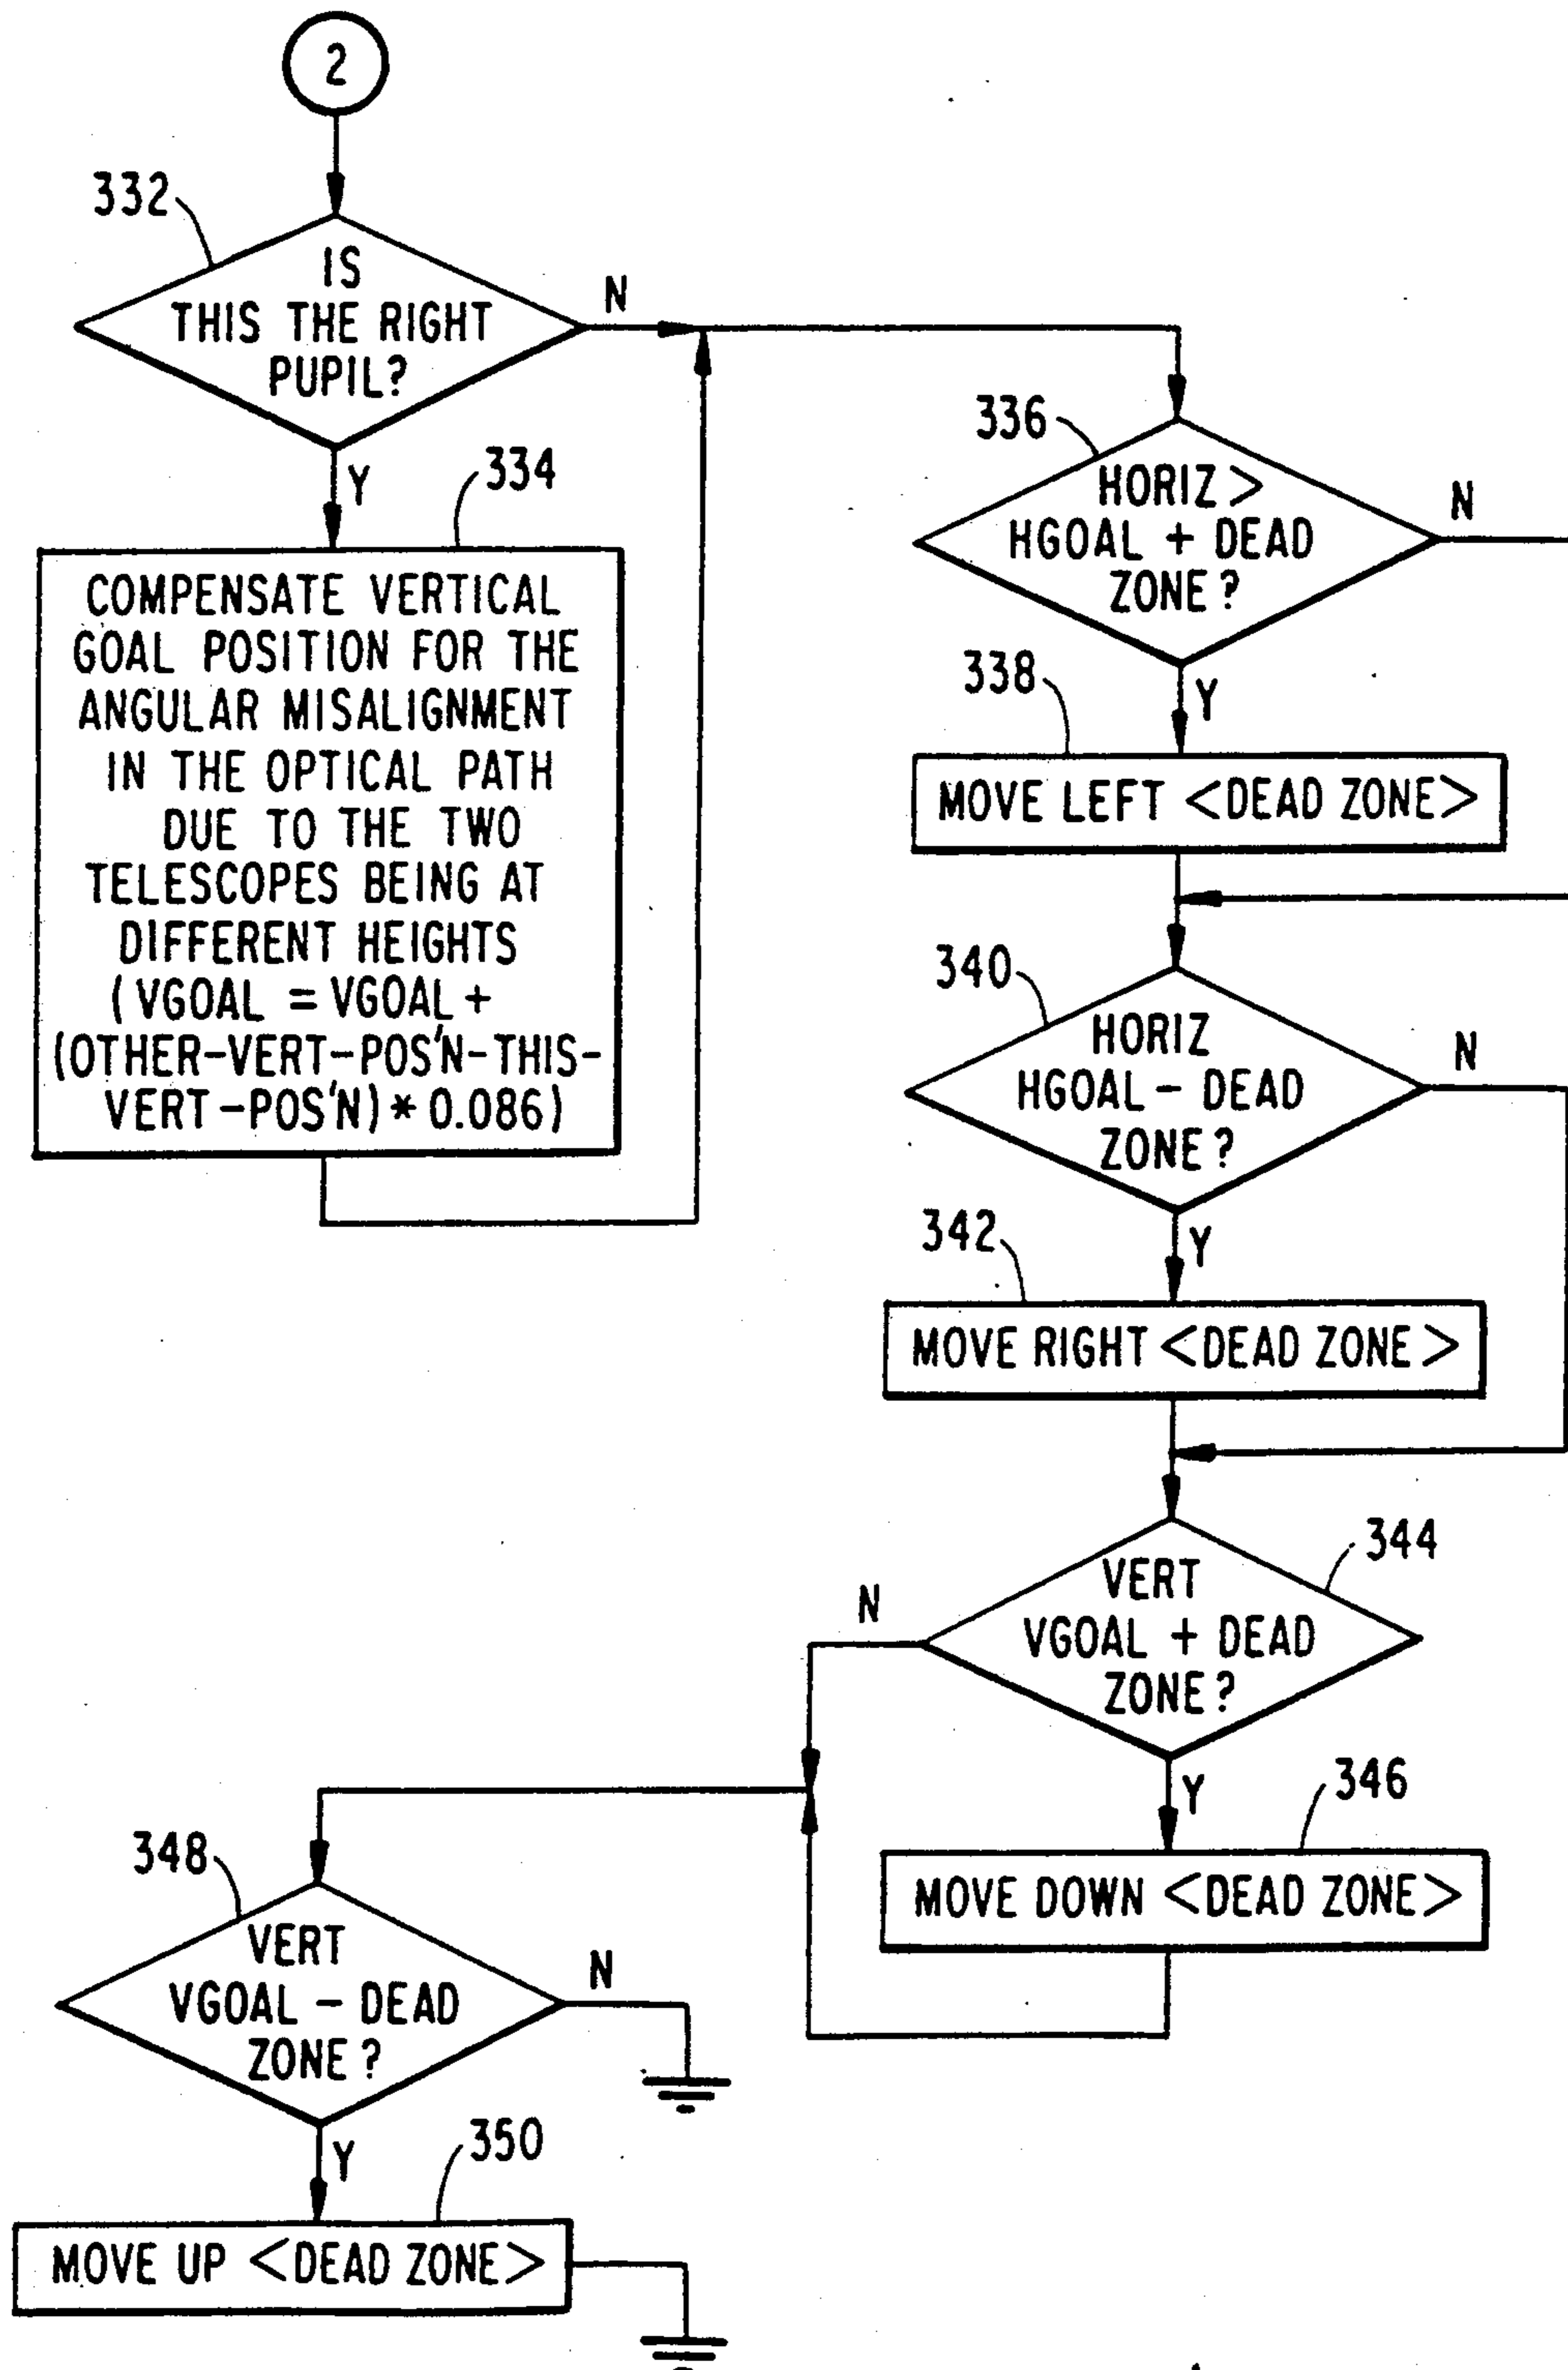 2
332
IS
THIS THE RIGHT
PUPIL?
N
Y
334
COMPENSATE VERTICAL
GOAL POSITION FOR THE
ANGULAR MISALIGNMENT
IN THE OPTICAL PATH
DUE TO THE TWO
TELESCOPES BEING AT
DIFFERENT HEIGHTS
(VGOAL = VGOAL +
(OTHER-VERT-POS'N-THIS-
VERT-POS'N) * 0.086)
336
HORIZ >
HGOAL + DEAD
ZONE?
N
Y
338
MOVE LEFT <DEAD ZONE>
340
HORIZ
HGOAL - DEAD
ZONE?
N
Y
342
MOVE RIGHT <DEAD ZONE>
344
VERT
VGOAL + DEAD
ZONE?
N
Y
346
MOVE DOWN <DEAD ZONE>
348
VERT
VGOAL - DEAD
ZONE?
N
Y
350
MOVE UP <DEAD ZONE>